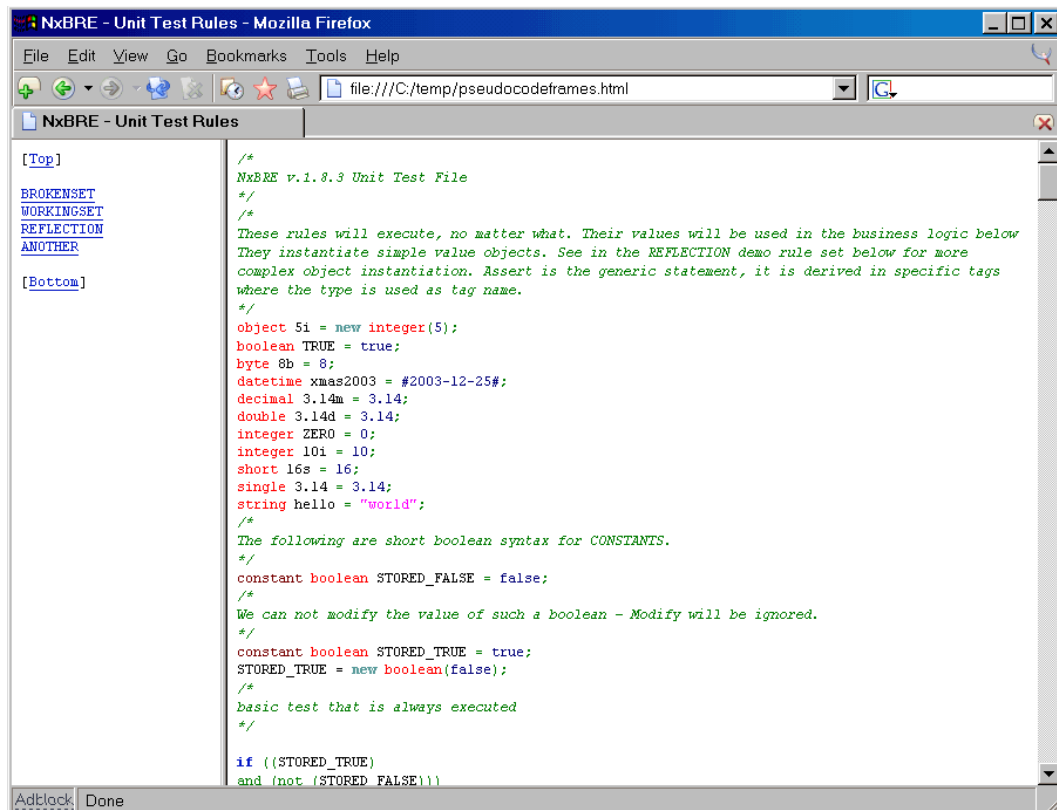 NxBRE - Unit Test Rules - Mozilla Firefox
File Edit View Go Bookmarks Tools Help
file:///C:/temp/pseudocodeframes.html
G
NxBRE - Unit Test Rules
[Top]
BROKENSET
WORKINGSET
REFLECTION
ANOTHER
[Bottom]
/*
NxBRE v.1.8.3 Unit Test File
*/
/*
These rules will execute, no matter what. Their values will be used in the business logic below
They instantiate simple value objects. See in the REFLECTION demo rule set below for more
complex object instantiation. Assert is the generic statement, it is derived in specific tags
where the type is used as tag name.
*/
object 5i = new integer(5);
boolean TRUE = true;
byte 8b = 8;
datetime xmas2003 = #2003-12-25#;
decimal 3.14m = 3.14;
double 3.14d = 3.14;
integer ZERO = 0;
integer 10i = 10;
short 16s = 16;
single 3.14 = 3.14;
string hello = "world";
/*
The following are short boolean syntax for CONSTANTS.
*/
constant boolean STORED_FALSE = false;
/*
We can not modify the value of such a boolean - Modify will be ignored.
*/
constant boolean STORED_TRUE = true;
STORED_TRUE = new boolean(false);
/*
basic test that is always executed
*/
if ((STORED_TRUE)
and (not (STORED_FALSE)))
Adblock Done